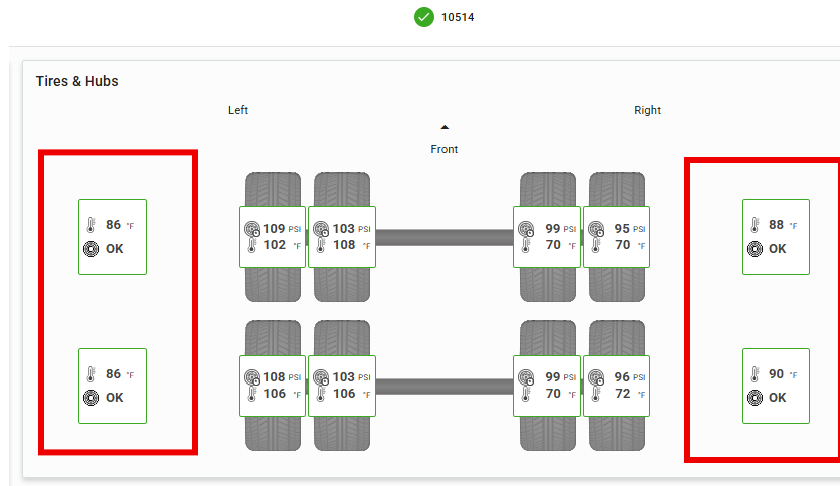 10514
Tires & Hubs
Left
Right
Front
86 °F
OK
109 PSI
102 °F
103 PSI
108 °F
99 PSI
70 °F
95 PSI
70 °F
88 °F
OK
86 °F
OK
108 PSI
106 °F
103 PSI
106 °F
99 PSI
70 °F
96 PSI
72 °F
90 °F
OK